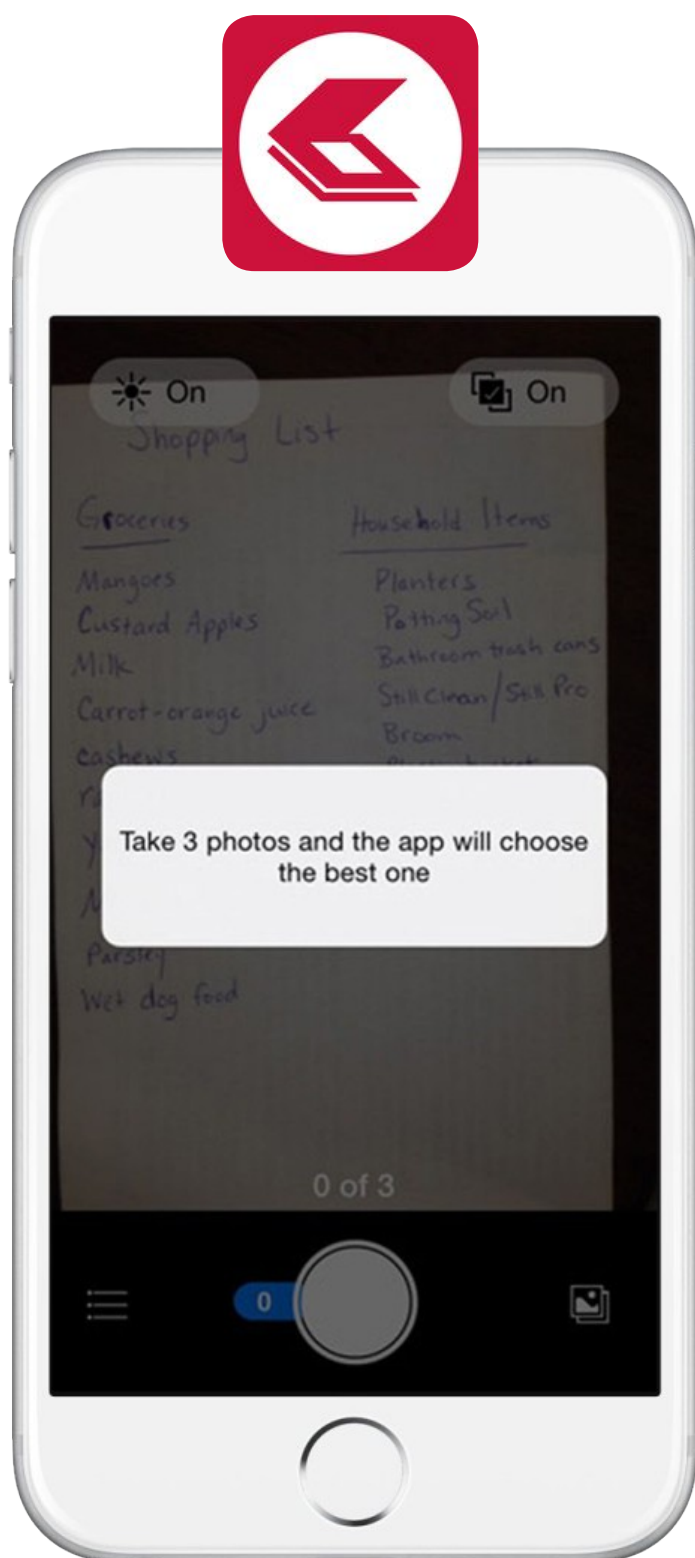 On
On
Shopping List
Groceries
Household Items
Mangoes
Custard Apples
Milk
Carrot-orange juice
cashews
Planters
Potting Soil
Bathroom trash cans
Still Clean/Still Pro
Broom
Take 3 photos and the app will choose
the best one
Parsley
Wet dog food
0 of 3
0